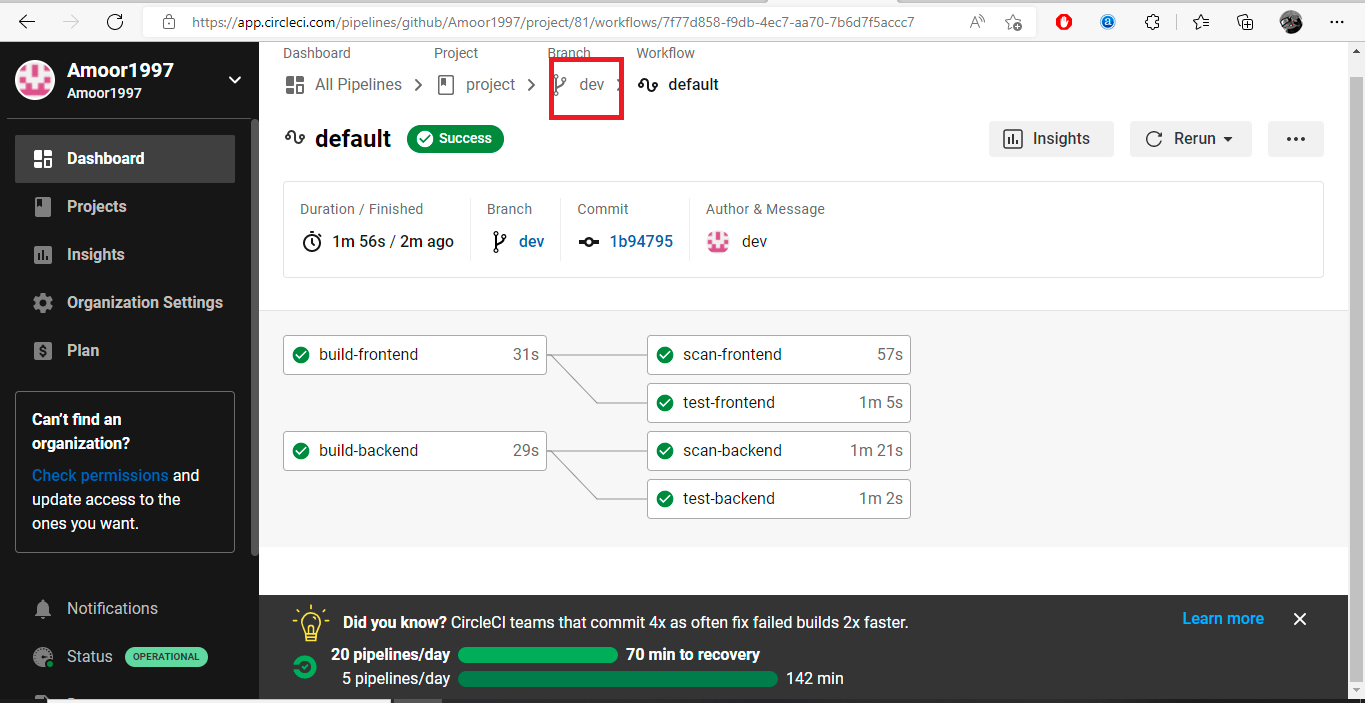 https://app.circleci.com/pipelines/github/Amoor1997/project/81/workflows/7f77d858-f9db-4ec7-aa70-7b6d7f5accc7
Amoor1997
Amoor1997
Dashboard
Projects
Insights
Organization Settings
Plan
Can't find an
organization?
Check permissions and
update access to the
ones you want.
Notifications
Status OPERATIONAL
Dashboard Project Branch Workflow
All Pipelines project dev default
default Success Insights Rerun
Duration / Finished Branch Commit Author & Message
1m 56s / 2m ago dev 1b94795 dev
build-frontend 31s scan-frontend 57s
test-frontend 1m 5s
build-backend 29s scan-backend 1m 21s
test-backend 1m 2s
Did you know? CircleCI teams that commit 4x as often fix failed builds 2x faster. Learn more
20 pipelines/day 70 min to recovery
5 pipelines/day 142 min